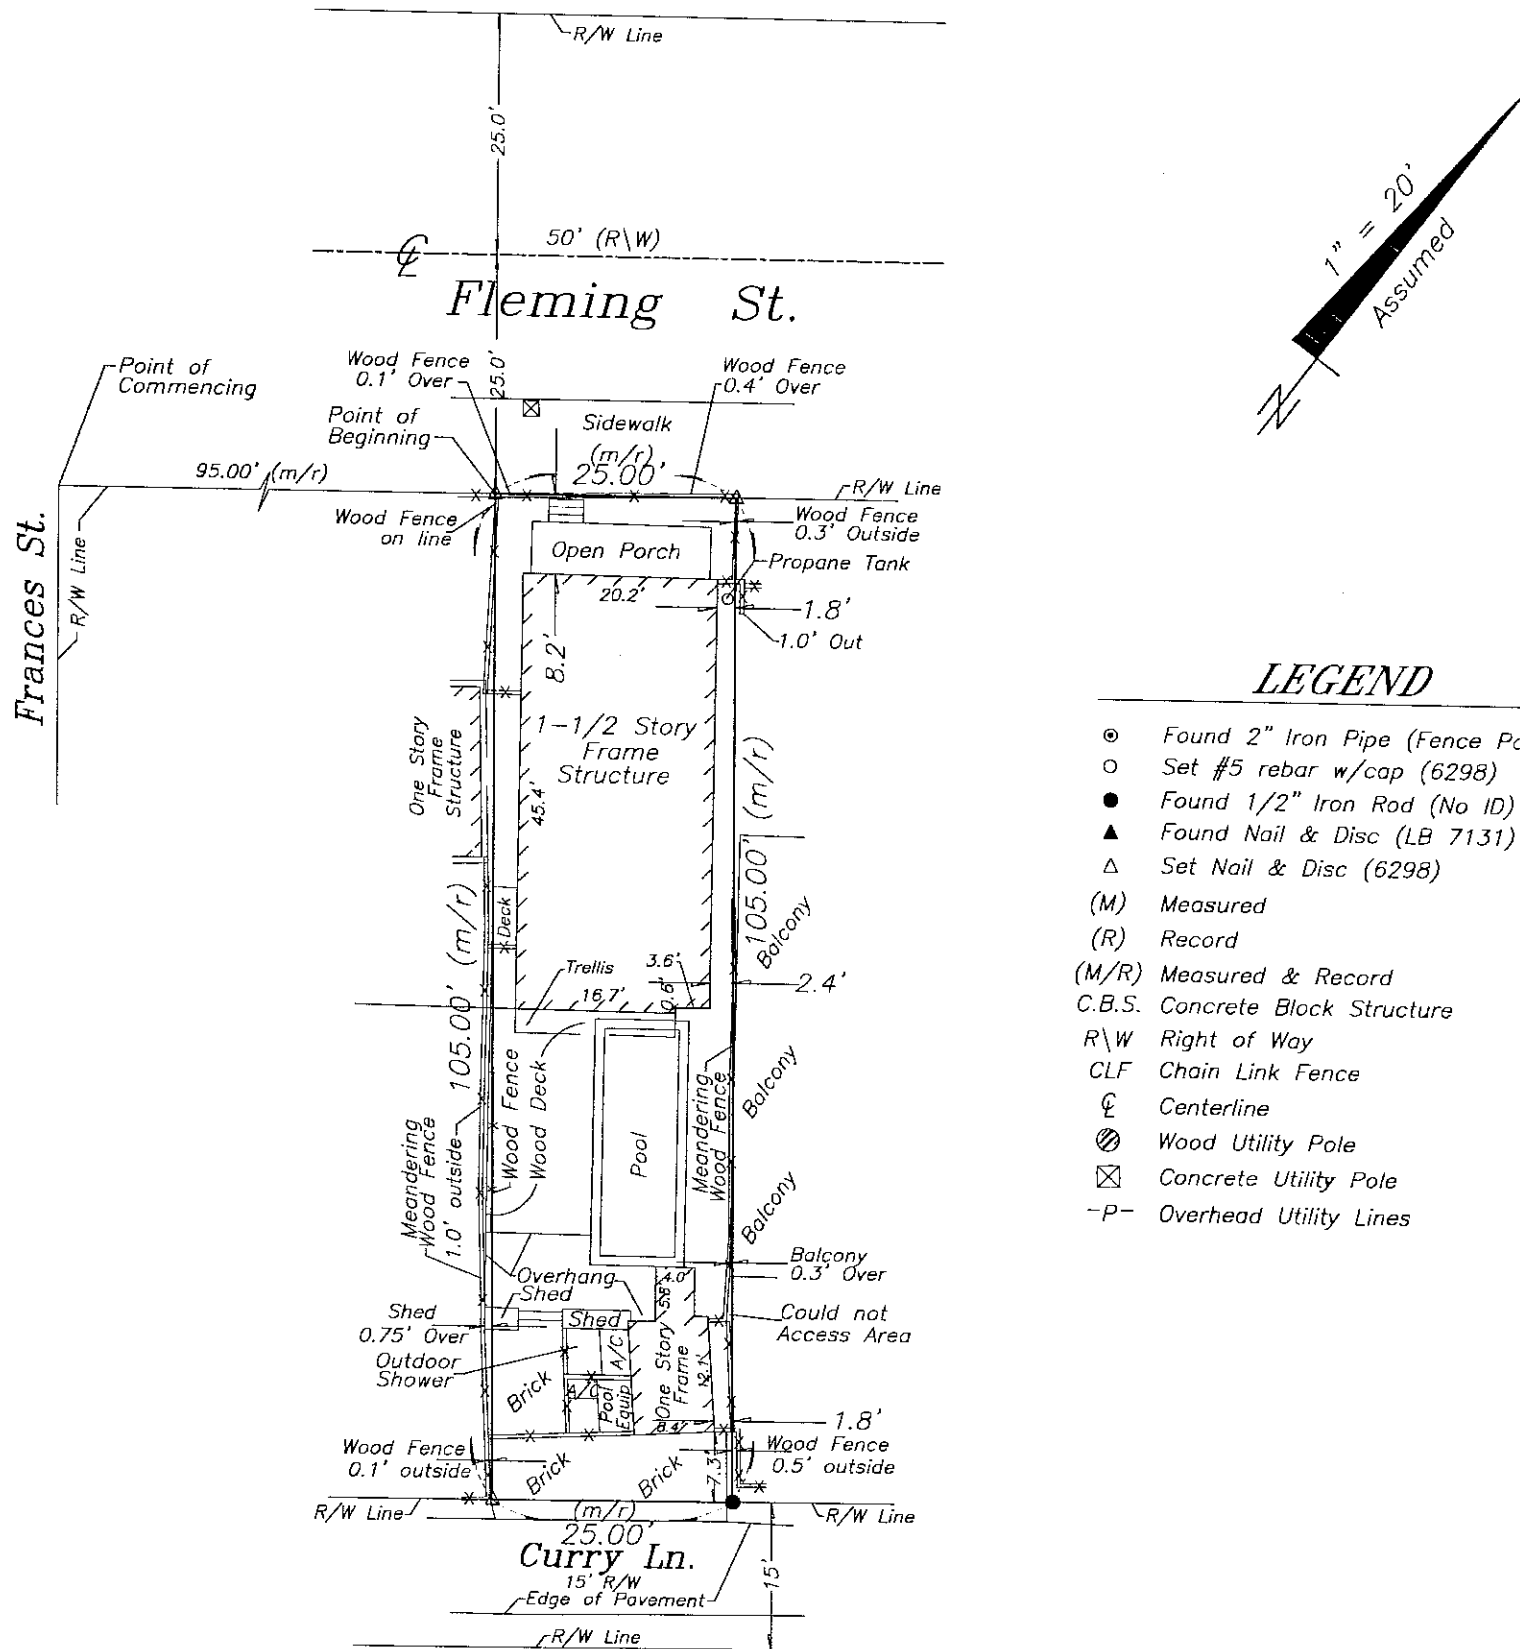 R/W Line
25.0'
50' (R\W)
℄
Fleming St.
1" = 20'
Assumed
N
Point of
Commencing
Wood Fence
0.1' Over
25.0'
Wood Fence
0.4' Over
Point of
Beginning
Sidewalk
(m/r)
25.00'
95.00' (m/r)
R/W Line
Wood Fence
on line
Wood Fence
0.3' Outside
Frances St.
R/W Line
Open Porch
Propane Tank
20.2'
1.8'
1.0' Out
8.2'
One Story
Frame
Structure
1-1/2 Story
Frame
Structure
45.4'
105.00' (m/r)
Balcony
105.00' (m/r)
Deck
Trellis
3.6'
16.7'
2.4'
Wood Fence
Wood Deck
Meandering
Wood Fence
1.0' outside
Pool
Meandering
Wood Fence
Balcony
Balcony
Overhang
Shed
4.0'
Balcony
0.3' Over
Shed
0.75' Over
Shed
Could not
Access Area
Outdoor
Shower
A/C
One Story
Frame
12.1'
Brick
A/C
Pool
Equip
8.4'
1.8'
Wood Fence
0.1' outside
Brick
Brick
7.3'
Wood Fence
0.5' outside
R/W Line
(m/r)
25.00'
R/W Line
Curry Ln.
15' R/W
Edge of Pavement
15'
R/W Line
LEGEND
Found 2" Iron Pipe (Fence Po
Set #5 rebar w/cap (6298)
Found 1/2" Iron Rod (No ID)
Found Nail & Disc (LB 7131)
Set Nail & Disc (6298)
(M) Measured
(R) Record
(M/R) Measured & Record
C.B.S. Concrete Block Structure
R\W Right of Way
CLF Chain Link Fence
℄ Centerline
Wood Utility Pole
Concrete Utility Pole
-P- Overhead Utility Lines